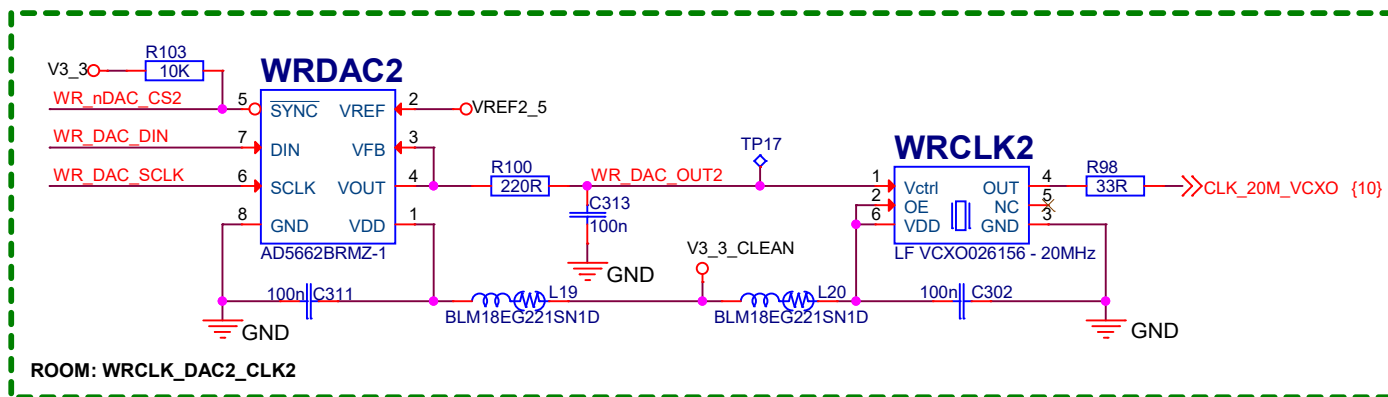 R103
V3_3
10K
WRDAC2
WR_nDAC_CS2
5 SYNC VREF 2
VREF2_5
WR_DAC_DIN
7 DIN VFB 3
WR_DAC_SCLK
6 SCLK VOUT 4
8 GND VDD 1
AD5662BRMZ-1
R100
220R
WR_DAC_OUT2
TP17
C313
100n
GND
WRCLK2
1 Vctrl OUT 4
2 OE NC 5
6 VDD GND 3
LF VCXO026156 - 20MHz
R98
33R
CLK_20M_VCXO {10}
V3_3_CLEAN
100n C311
L19
BLM18EG221SN1D
L20
BLM18EG221SN1D
100n C302
GND
GND
ROOM: WRCLK_DAC2_CLK2